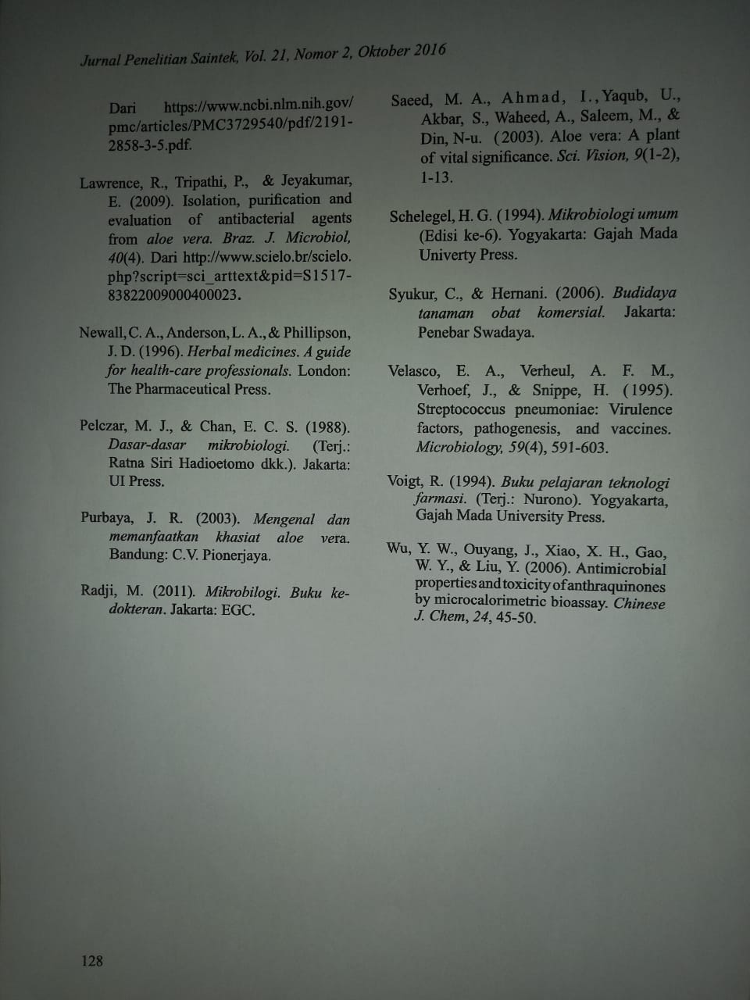 Jurnal Penelitian Saintek, Vol. 21, Nomor 2, Oktober 2016
Dari https://www.ncbi.nlm.nih.gov/
pmc/articles/PMC3729540/pdf/2191-
2858-3-5.pdf.
Lawrence, R., Tripathi, P., & Jeyakumar,
E. (2009). Isolation, purification and
evaluation of antibacterial agents
from aloe vera. Braz. J. Microbiol,
40(4). Dari http://www.scielo.br/scielo.
php?script=sci_arttext&pid=S1517-
83822009000400023.
Newall, C. A., Anderson, L. A., & Phillipson,
J. D. (1996). Herbal medicines. A guide
for health-care professionals. London:
The Pharmaceutical Press.
Pelczar, M. J., & Chan, E. C. S. (1988).
Dasar-dasar mikrobiologi. (Terj.:
Ratna Siri Hadioetomo dkk.). Jakarta:
UI Press.
Purbaya, J. R. (2003). Mengenal dan
memanfaatkan khasiat aloe vera.
Bandung: C.V. Pionerjaya.
Radji, M. (2011). Mikrobilogi. Buku ke-
dokteran. Jakarta: EGC.
Saeed, M. A., Ahmad, I., Yaqub, U.,
Akbar, S., Waheed, A., Saleem, M., &
Din, N-u. (2003). Aloe vera: A plant
of vital significance. Sci. Vision, 9(1-2),
1-13.
Schelegel, H. G. (1994). Mikrobiologi umum
(Edisi ke-6). Yogyakarta: Gajah Mada
Univerty Press.
Syukur, C., & Hernani. (2006). Budidaya
tanaman obat komersial. Jakarta:
Penebar Swadaya.
Velasco, E. A., Verheul, A. F. M.,
Verhoef, J., & Snippe, H. (1995).
Streptococcus pneumoniae: Virulence
factors, pathogenesis, and vaccines.
Microbiology, 59(4), 591-603.
Voigt, R. (1994). Buku pelajaran teknologi
farmasi. (Terj.: Nurono). Yogyakarta,
Gajah Mada University Press.
Wu, Y. W., Ouyang, J., Xiao, X. H., Gao,
W. Y., & Liu, Y. (2006). Antimicrobial
properties and toxicity of anthraquinones
by microcalorimetric bioassay. Chinese
J. Chem, 24, 45-50.
128